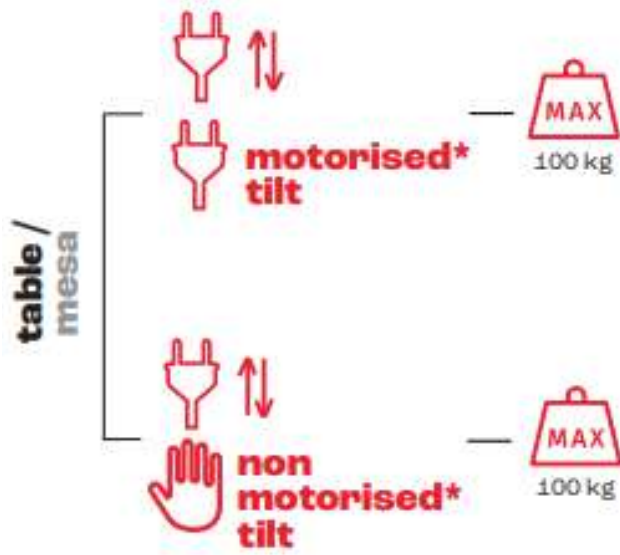 table /
mesa
motorised*
tilt
MAX
100 kg
non
motorised*
tilt
MAX
100 kg